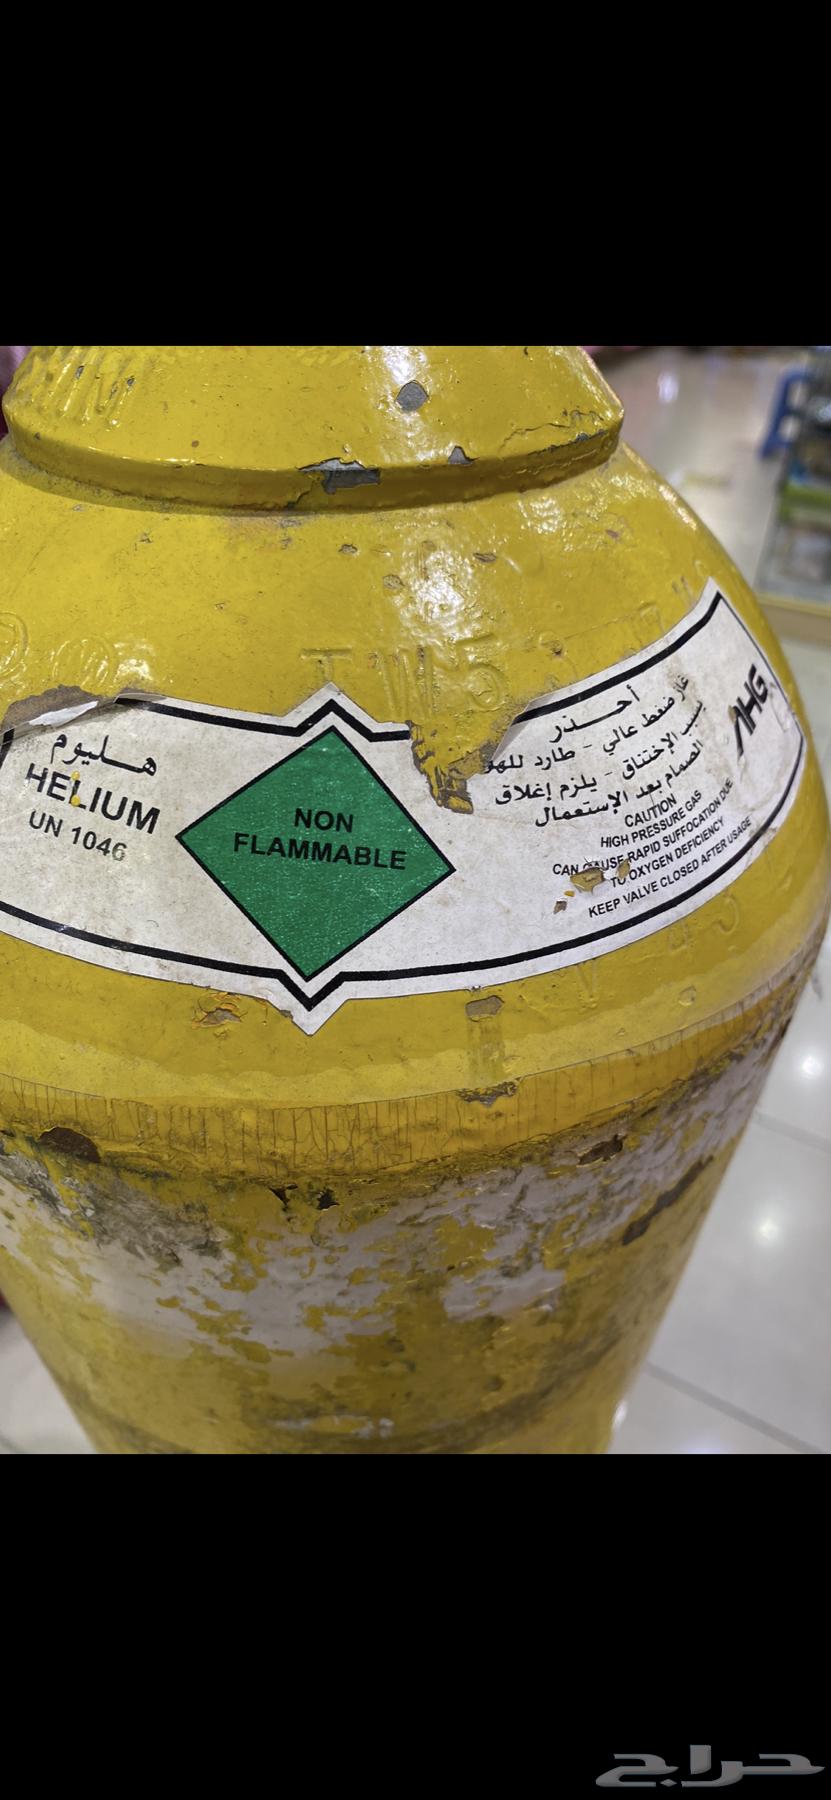 هليوم
HELIUM
UN 1046
NON
FLAMMABLE
أحذر
غاز ضغط عالي - طارد للهو
يسبب الإختناق - يلزم إغلاق
الصمام بعد الإستعمال
CAUTION
HIGH PRESSURE GAS
CAN CAUSE RAPID SUFFOCATION DUE
TO OXYGEN DEFICIENCY
KEEP VALVE CLOSED AFTER USAGE
AHG
حراج